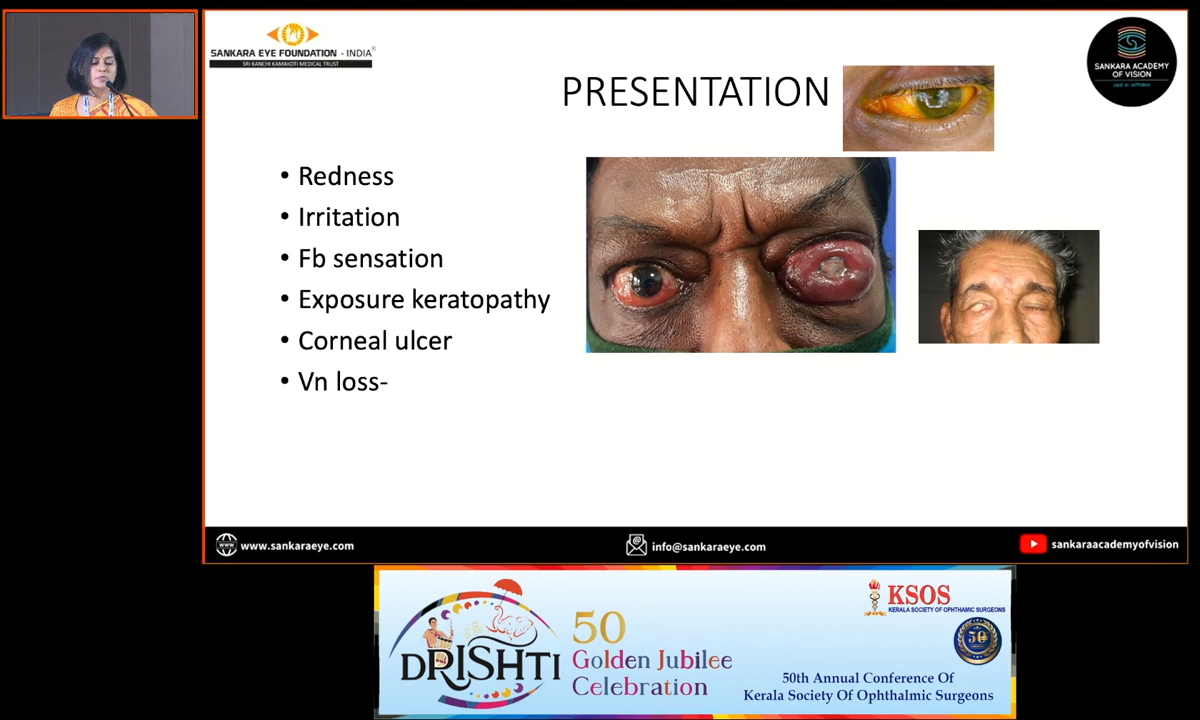 SANKARA EYE FOUNDATION - INDIA®
SRI KANCHI KAMAKOTI MEDICAL TRUST
SANKARA ACADEMY
OF VISION
PRESENTATION
• Redness
• Irritation
• Fb sensation
• Exposure keratopathy
• Corneal ulcer
• Vn loss-
www.sankaraeye.com
info@sankaraeye.com
sankaraacademyofvision
DRISHTI
50
Golden Jubilee
Celebration
KSOS
KERALA SOCIETY OF OPHTHAMIC SURGEONS
50
50th Annual Conference Of
Kerala Society Of Ophthalmic Surgeons